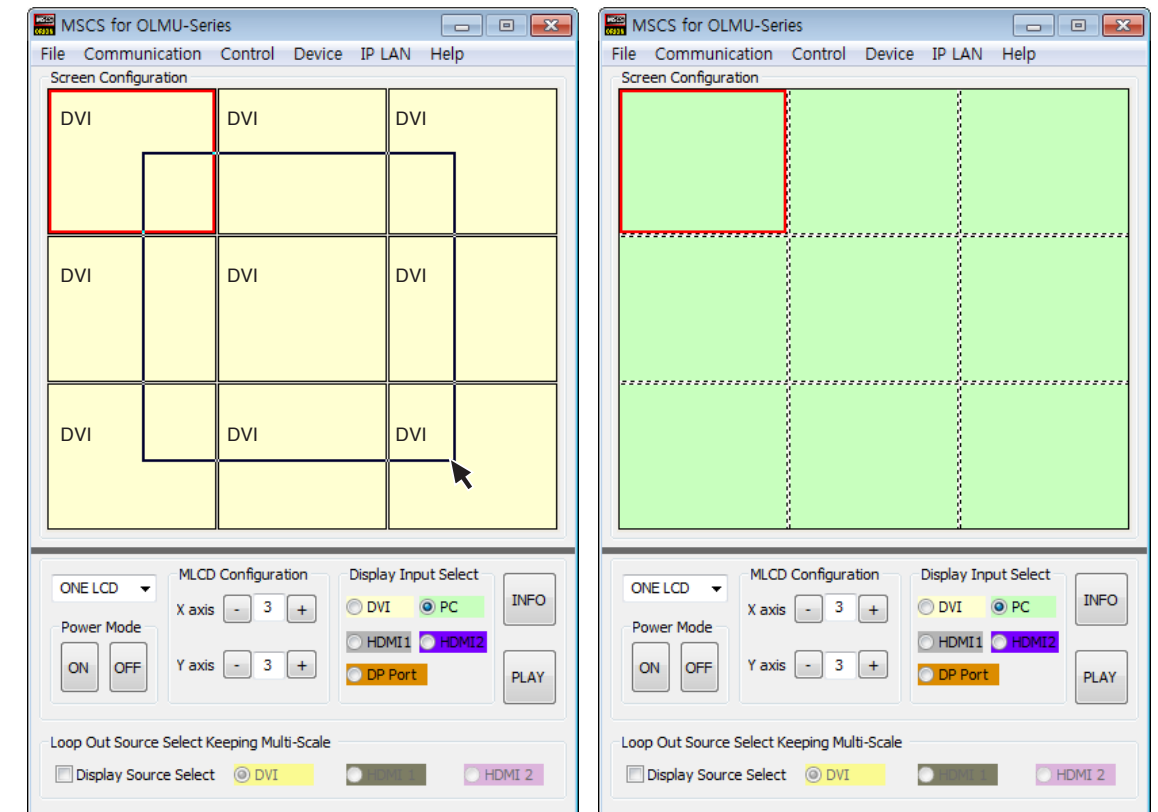 MSCS for OLMU-Series
File Communication Control Device IP LAN Help
Screen Configuration
DVI DVI DVI
DVI DVI DVI
DVI DVI DVI
ONE LCD
MLCD Configuration
Display Input Select
X axis - 3 +
DVI PC
INFO
Power Mode
HDMI1 HDMI2
ON OFF
Y axis - 3 +
DP Port
PLAY
Loop Out Source Select Keeping Multi-Scale
Display Source Select DVI HDMI 1 HDMI 2
MSCS for OLMU-Series
File Communication Control Device IP LAN Help
Screen Configuration
ONE LCD
MLCD Configuration
Display Input Select
X axis - 3 +
DVI PC
INFO
Power Mode
HDMI1 HDMI2
ON OFF
Y axis - 3 +
DP Port
PLAY
Loop Out Source Select Keeping Multi-Scale
Display Source Select DVI HDMI 1 HDMI 2